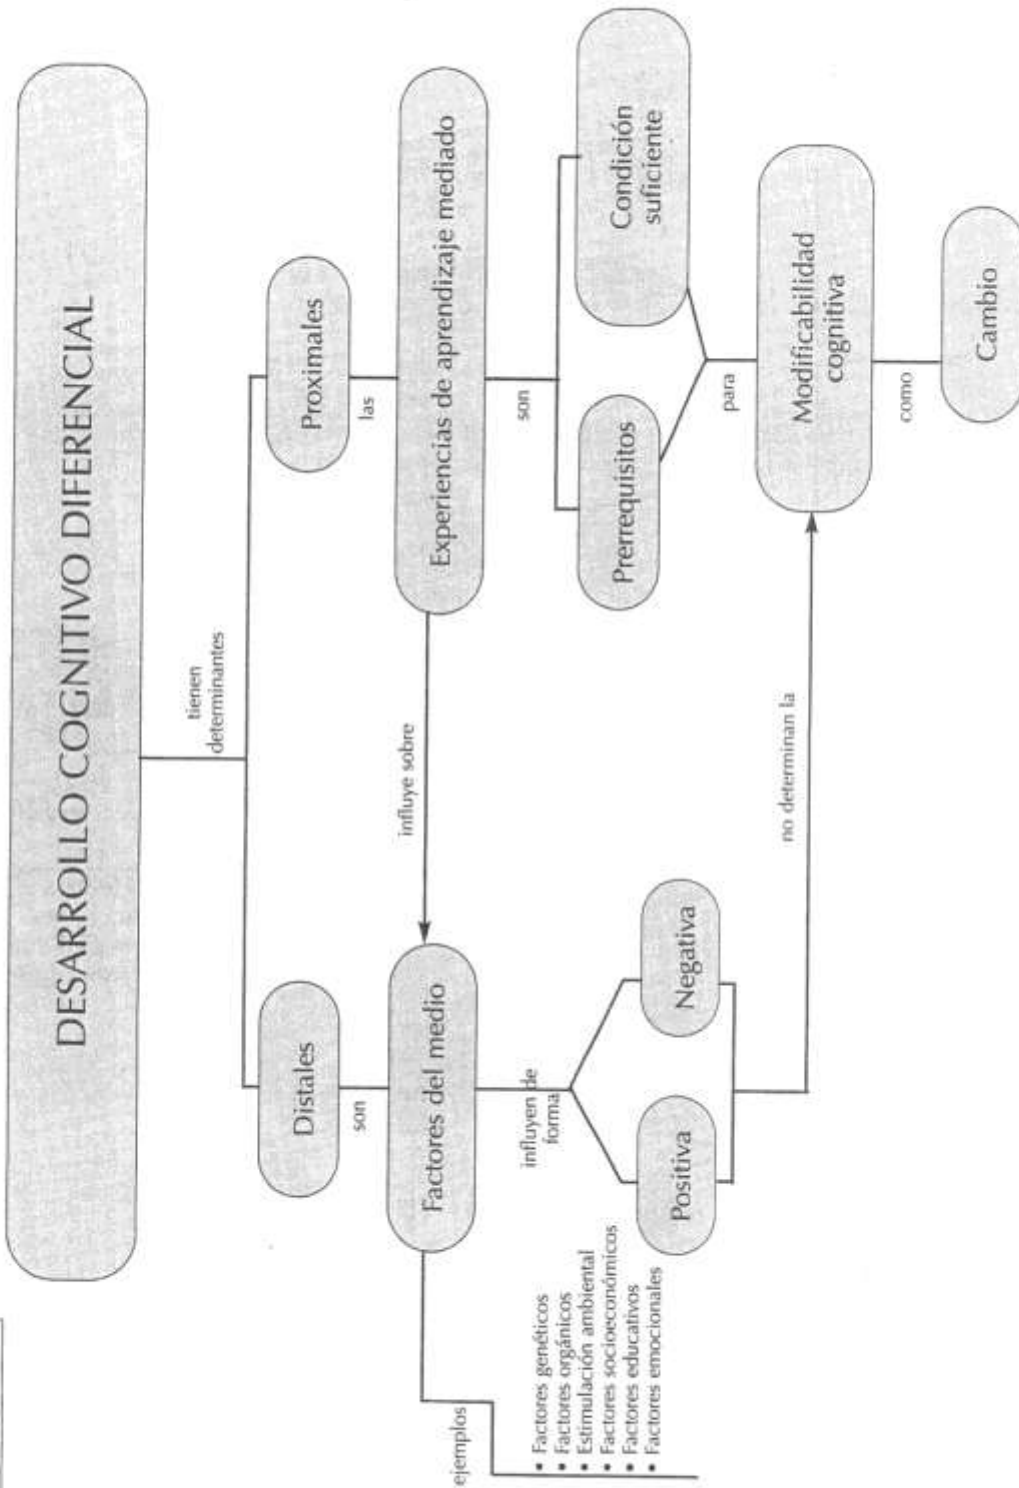 DESARROLLO COGNITIVO DIFERENCIAL
tienen
determinantes
Distales
Proximales
son
las
Factores del medio
influye sobre
Experiencias de aprendizaje mediado
ejemplos
• Factores genéticos
• Factores orgánicos
• Estimulación ambiental
• Factores socioeconómicos
• Factores educativos
• Factores emocionales
influyen de
forma
Positiva
Negativa
son
Prerrequisitos
Condición
suficiente
para
no determinan la
Modificabilidad
cognitiva
como
Cambio